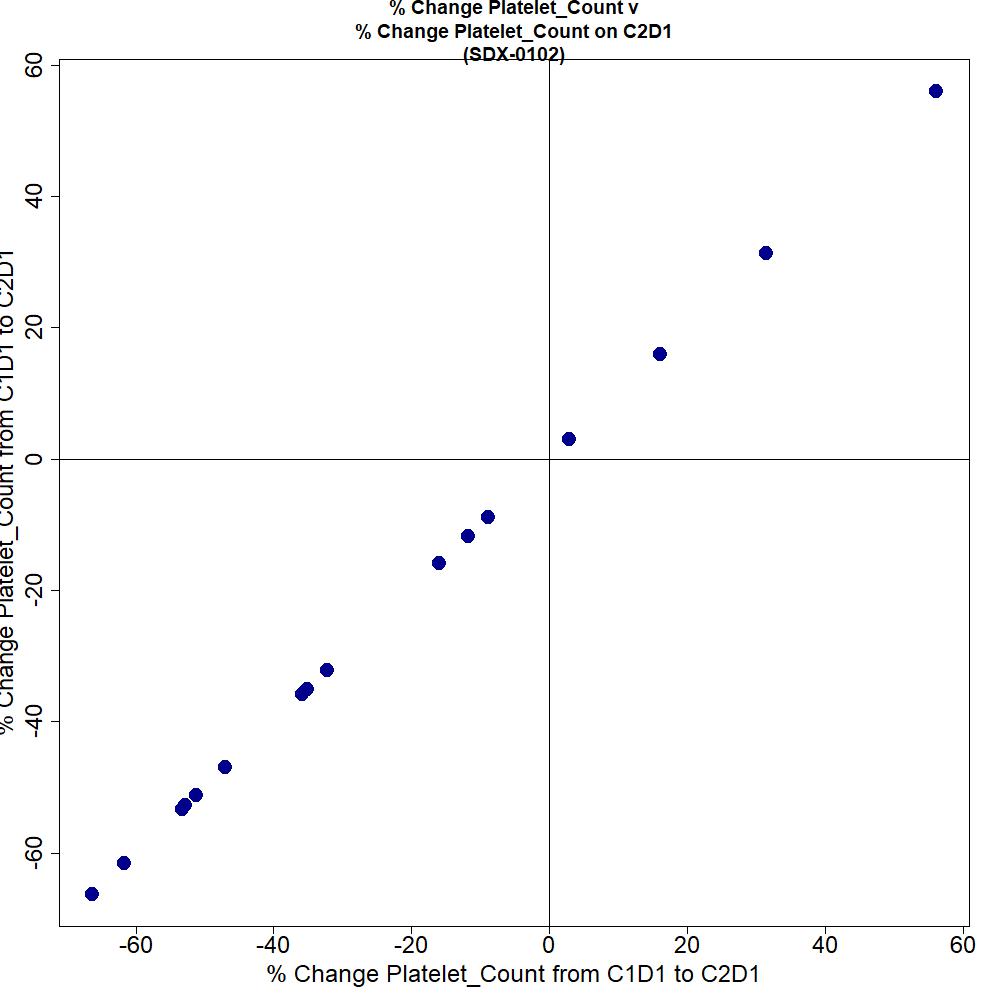 % Change Platelet_Count v
% Change Platelet_Count on C2D1
(SDX-0102)
% Change Platelet_Count from C1D1 to C2D1
60
40
20
0
-20
-40
-60
-60
-40
-20
0
20
40
60
% Change Platelet_Count from C1D1 to C2D1